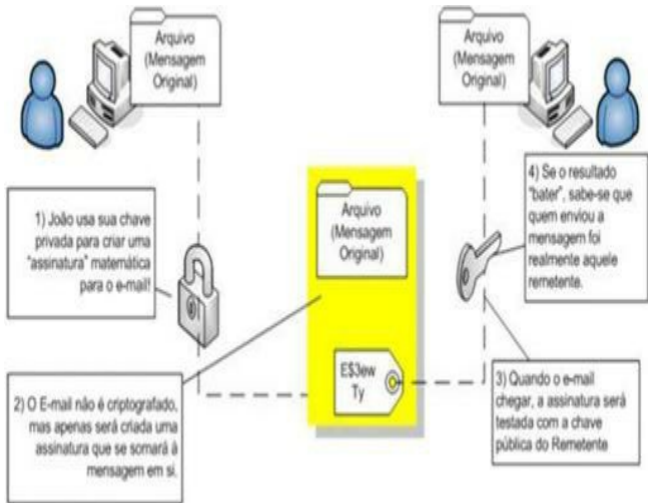 Arquivo
(Mensagem
Original)
Arquivo
(Mensagem
Original)
1) João usa sua chave
privada para criar uma
"assinatura" matemática
para o e-mail!
Arquivo
(Mensagem
Original)
4) Se o resultado
"bater", sabe-se que
quem enviou a
mensagem foi
realmente aquele
remetente.
2) O E-mail não é criptografado,
mas apenas será criada uma
assinatura que se somará à
mensagem em si.
E$3ew
Ty
3) Quando o e-mail
chegar, a assinatura será
testada com a chave
pública do Remetente